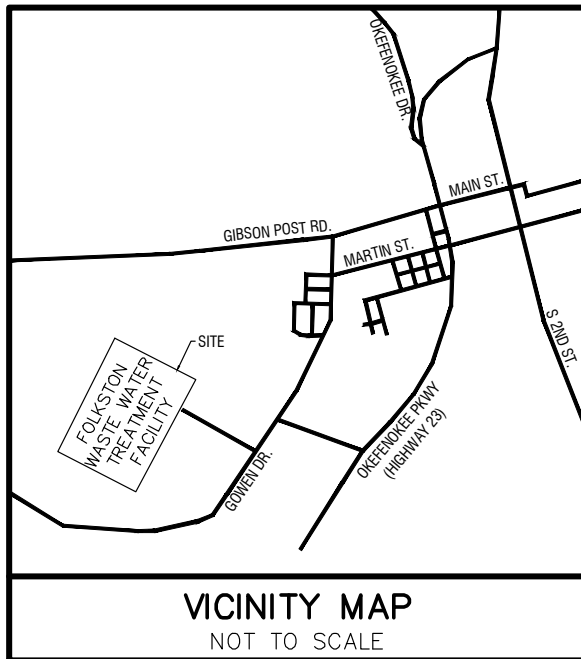 OKEFENOKEE DR.
MAIN ST.
GIBSON POST RD.
MARTIN ST.
S 2ND ST.
SITE
FOLKSTON
WASTE WATER
TREATMENT
FACILITY
GOWEN DR.
OKEFENOKEE PKWY
(HIGHWAY 23)
VICINITY MAP
NOT TO SCALE